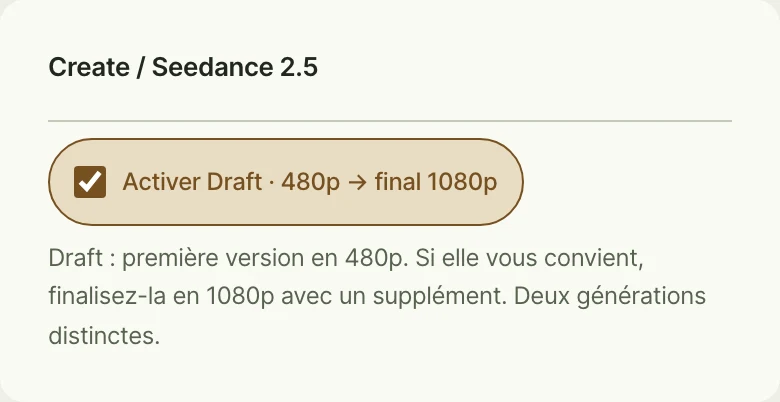 Create / Seedance 2.5
Activer Draft · 480p → final 1080p
Draft : première version en 480p. Si elle vous convient,
finalisez-la en 1080p avec un supplément. Deux générations
distinctes.